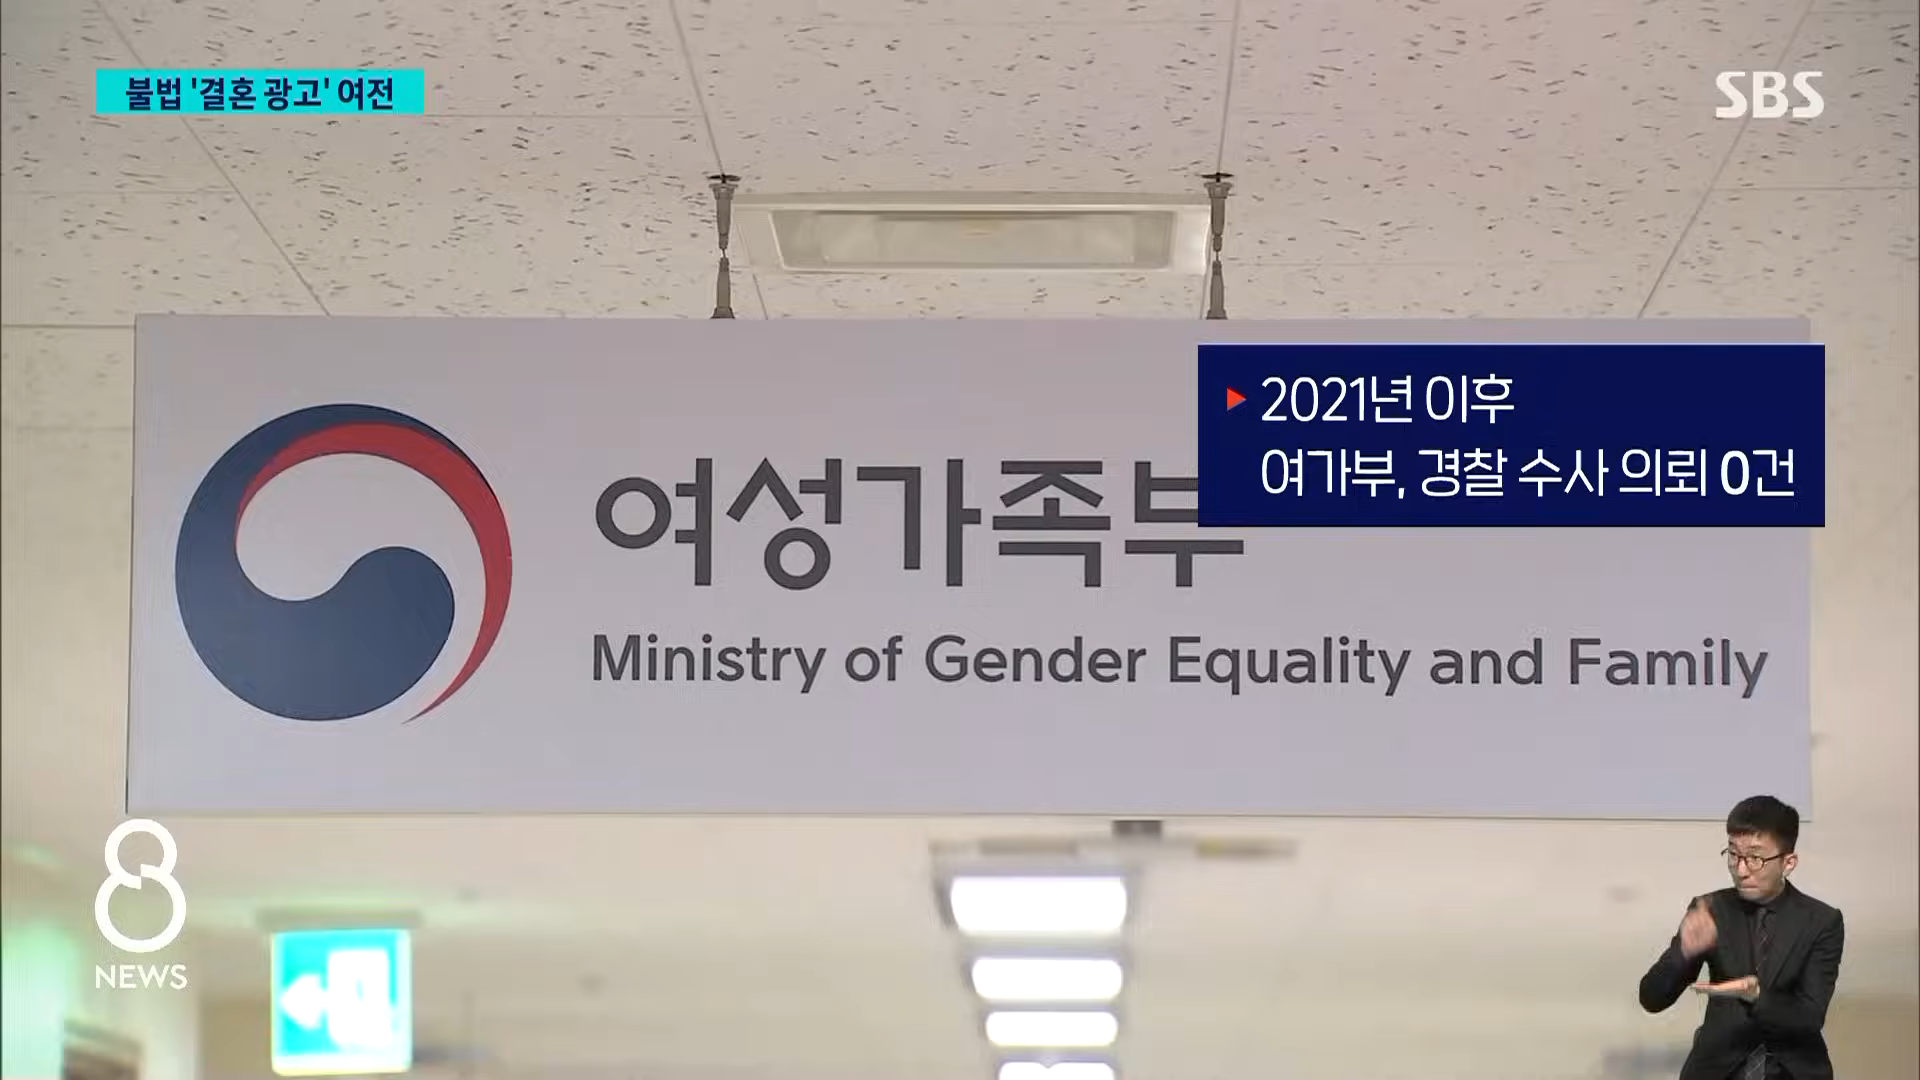 불법 '결혼 광고' 여전
SBS
2021년 이후
여가부, 경찰 수사 의뢰 0건
여성가족부
Ministry of Gender Equality and Family
8
NEWS